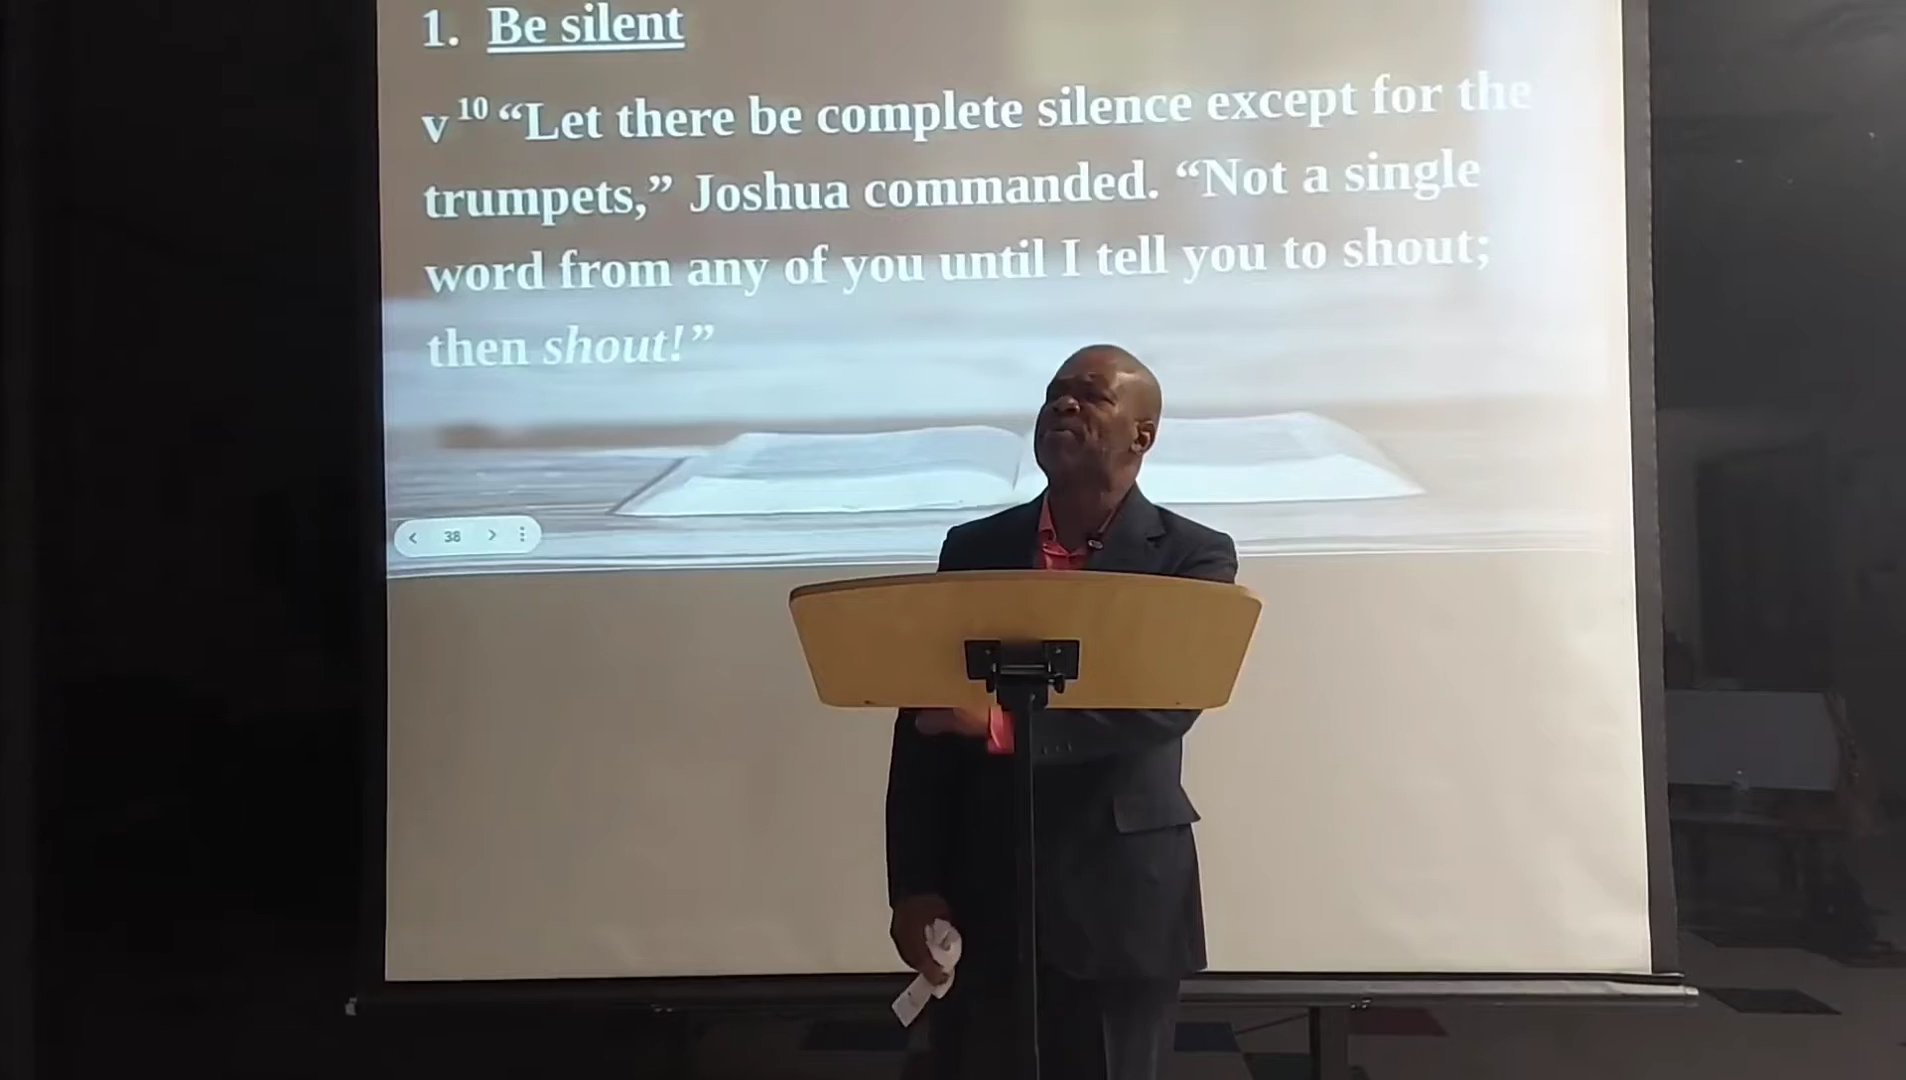 1. Be silent
v 10 “Let there be complete silence except for the
trumpets,” Joshua commanded. “Not a single
word from any of you until I tell you to shout;
then shout!”
38